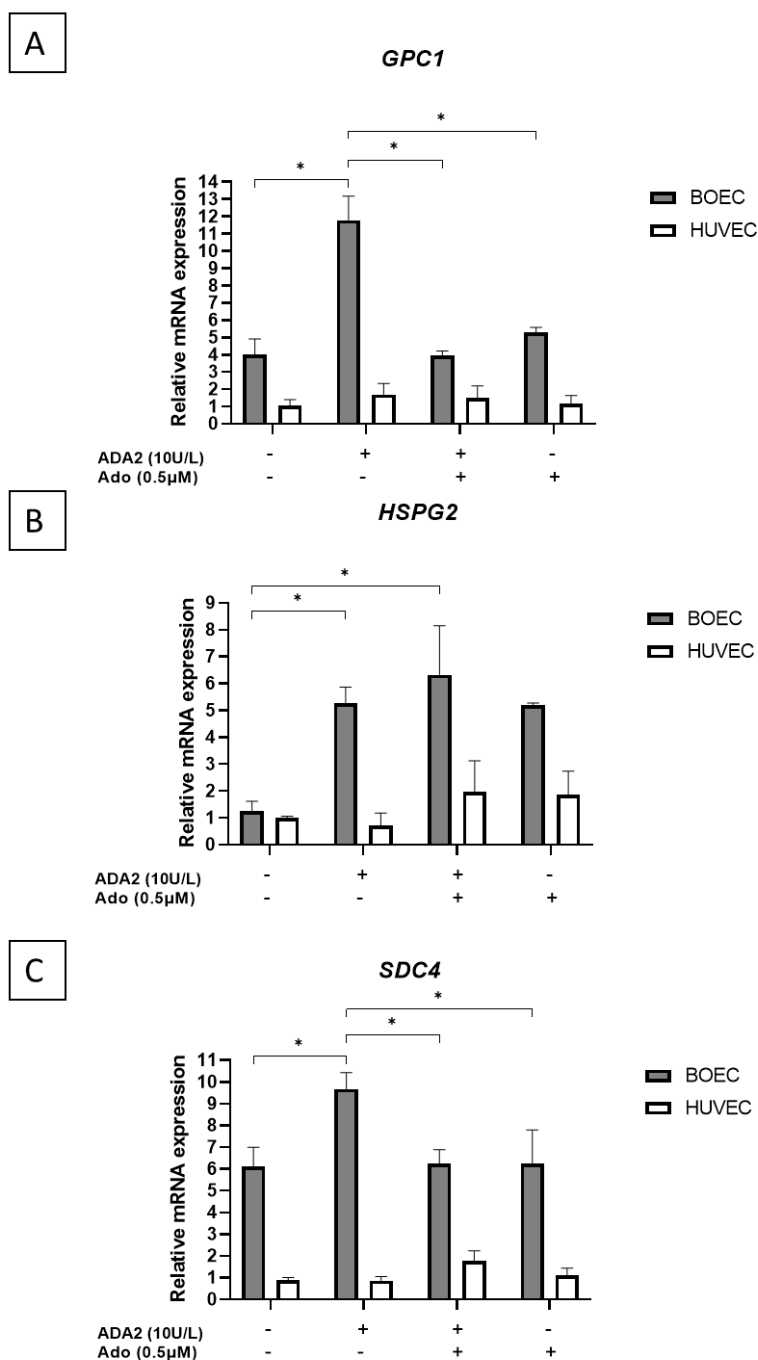 A
GPC1
*
*
*
Relative mRNA expression
14
13
12
11
10
9
8
7
6
5
4
3
2
1
0
BOEC
HUVEC
ADA2 (10U/L) - + + -
Ado (0.5µM) - - + +
B
HSPG2
*
*
Relative mRNA expression
9
8
7
6
5
4
3
2
1
0
BOEC
HUVEC
ADA2 (10U/L) - + + -
Ado (0.5µM) - - + +
C
SDC4
*
*
*
Relative mRNA expression
11
10
9
8
7
6
5
4
3
2
1
0
BOEC
HUVEC
ADA2 (10U/L) - + + -
Ado (0.5µM) - - + +